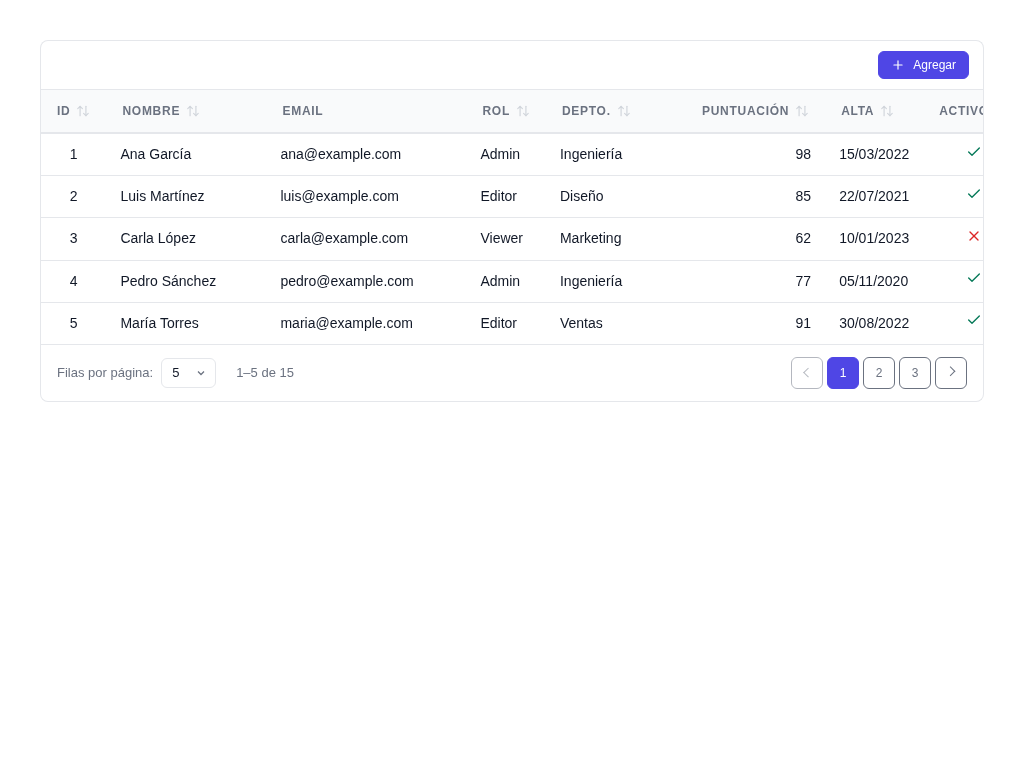 Agregar
ID NOMBRE EMAIL ROL DEPTO. PUNTUACIÓN ALTA
1 Ana García ana@example.com Admin Ingeniería 98 15/03/2022
2 Luis Martínez luis@example.com Editor Diseño 85 22/07/2021
3 Carla López carla@example.com Viewer Marketing 62 10/01/2023
4 Pedro Sánchez pedro@example.com Admin Ingeniería 77 05/11/2020
5 María Torres maria@example.com Editor Ventas 91 30/08/2022
Filas por página: 5 1–5 de 15 1 2 3